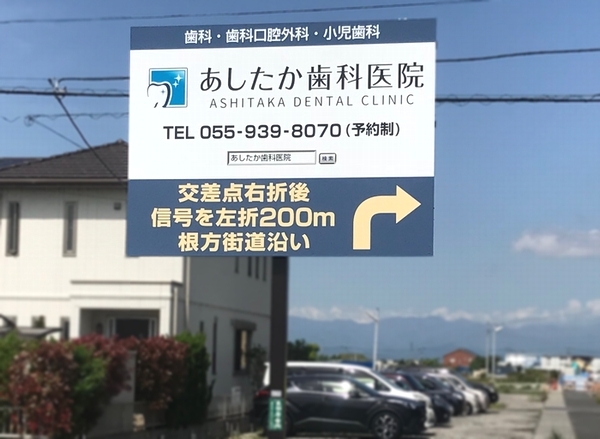 歯科・歯科口腔外科・小児歯科
あしたか歯科医院
ASHITAKA DENTAL CLINIC
TEL 055-939-8070 (予約制)
あしたか歯科医院 検索
交差点右折後
信号を左折200m
根方街道沿い